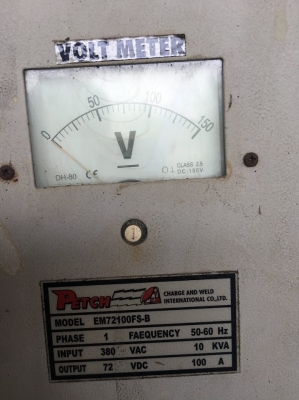 VOLT METER
0 50 100 150
V
DH-80 CE CLASS 2.5
DC:150V
PETCH CHARGE AND WELD
INTERNATIONAL CO.,LTD.
MODEL EM72100FS-B
PHASE 1 FAEQUENCY 50-60 Hz
INPUT 380 VAC 10 KVA
OUTPUT 72 VDC 100 A